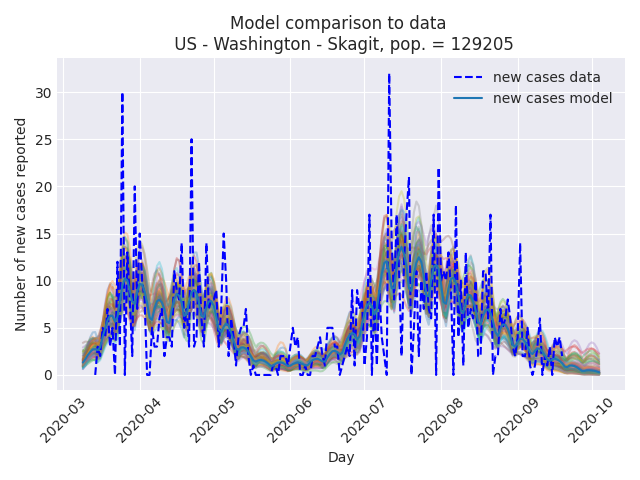 Model comparison to data
US - Washington - Skagit, pop. = 129205
new cases data
new cases model
Number of new cases reported
30
25
20
15
10
5
0
2020-03
2020-04
2020-05
2020-06
2020-07
2020-08
2020-09
2020-10
Day